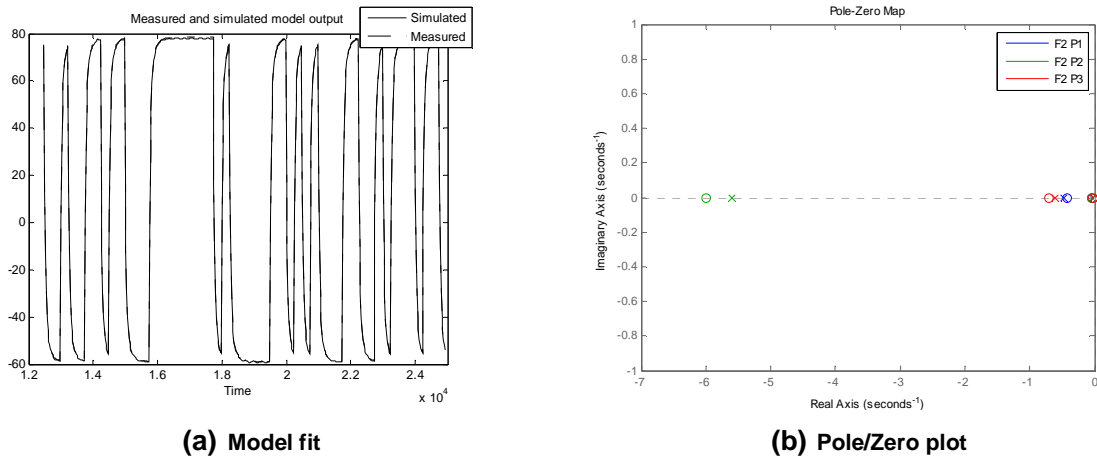 Measured and simulated model output
Simulated
Measured
80
60
40
20
0
-20
-40
-60
1.2
1.4
1.6
1.8
2
2.2
2.4
Time
x 10⁴
(a) Model fit
Pole-Zero Map
F2 P1
F2 P2
F2 P3
1
0.8
0.6
0.4
0.2
0
-0.2
-0.4
-0.6
-0.8
-1
Imaginary Axis (seconds⁻¹)
-7
-6
-5
-4
-3
-2
-1
0
Real Axis (seconds⁻¹)
(b) Pole/Zero plot